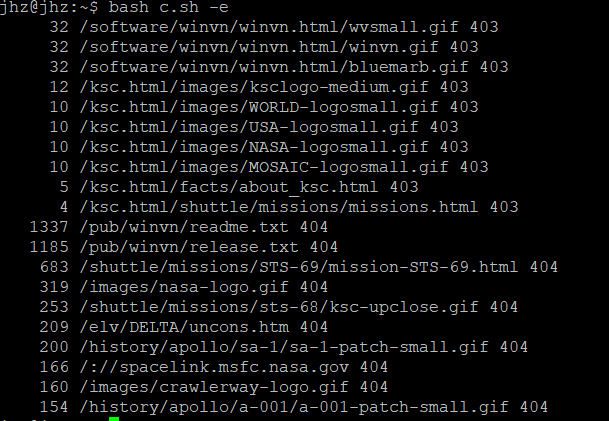 jhz@jhz:~$ bash c.sh -e
32 /software/winvn/winvn.html/wvsmall.gif 403
32 /software/winvn/winvn.html/winvn.gif 403
32 /software/winvn/winvn.html/bluemarb.gif 403
12 /ksc.html/images/ksclogo-medium.gif 403
10 /ksc.html/images/WORLD-logosmall.gif 403
10 /ksc.html/images/USA-logosmall.gif 403
10 /ksc.html/images/NASA-logosmall.gif 403
10 /ksc.html/images/MOSAIC-logosmall.gif 403
5 /ksc.html/facts/about_ksc.html 403
4 /ksc.html/shuttle/missions/missions.html 403
1337 /pub/winvn/readme.txt 404
1185 /pub/winvn/release.txt 404
683 /shuttle/missions/STS-69/mission-STS-69.html 404
319 /images/nasa-logo.gif 404
253 /shuttle/missions/sts-68/ksc-upclose.gif 404
209 /elv/DELTA/uncons.htm 404
200 /history/apollo/sa-1/sa-1-patch-small.gif 404
166 /://spacelink.msfc.nasa.gov 404
160 /images/crawlerway-logo.gif 404
154 /history/apollo/a-001/a-001-patch-small.gif 404